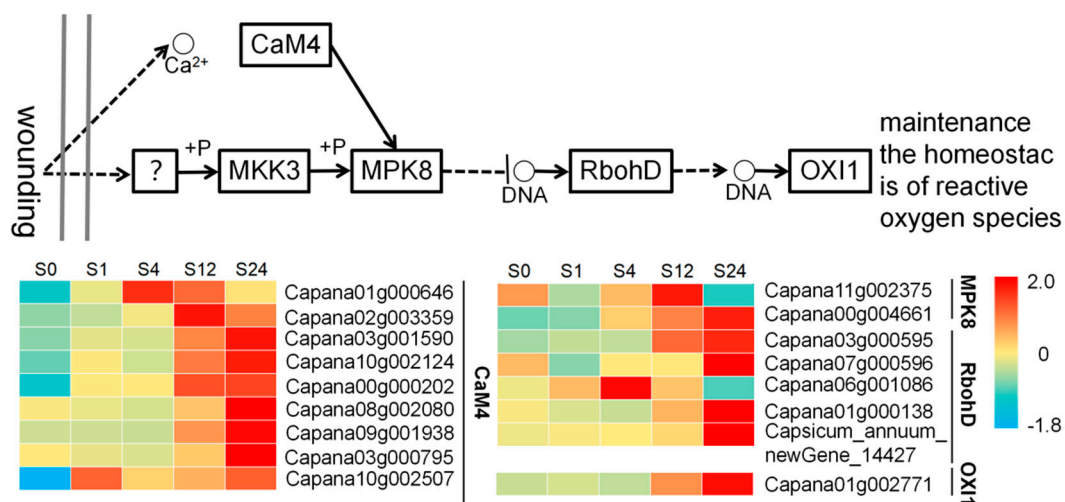 wounding
Ca2+
CaM4
?
+P
MKK3
+P
MPK8
DNA
RbohD
DNA
OXI1
maintenance
the homeostac
is of reactive
oxygen species
S0 S1 S4 S12 S24
Capana01g000646
Capana02g003359
Capana03g001590
Capana10g002124
Capana00g000202
Capana08g002080
Capana09g001938
Capana03g000795
Capana10g002507
CaM4
S0 S1 S4 S12 S24
Capana11g002375
Capana00g004661
Capana03g000595
Capana07g000596
Capana06g001086
Capana01g000138
Capsicum_annuum_
newGene_14427
Capana01g002771
MPK8
RbohD
OXI1
2.0
0
-1.8